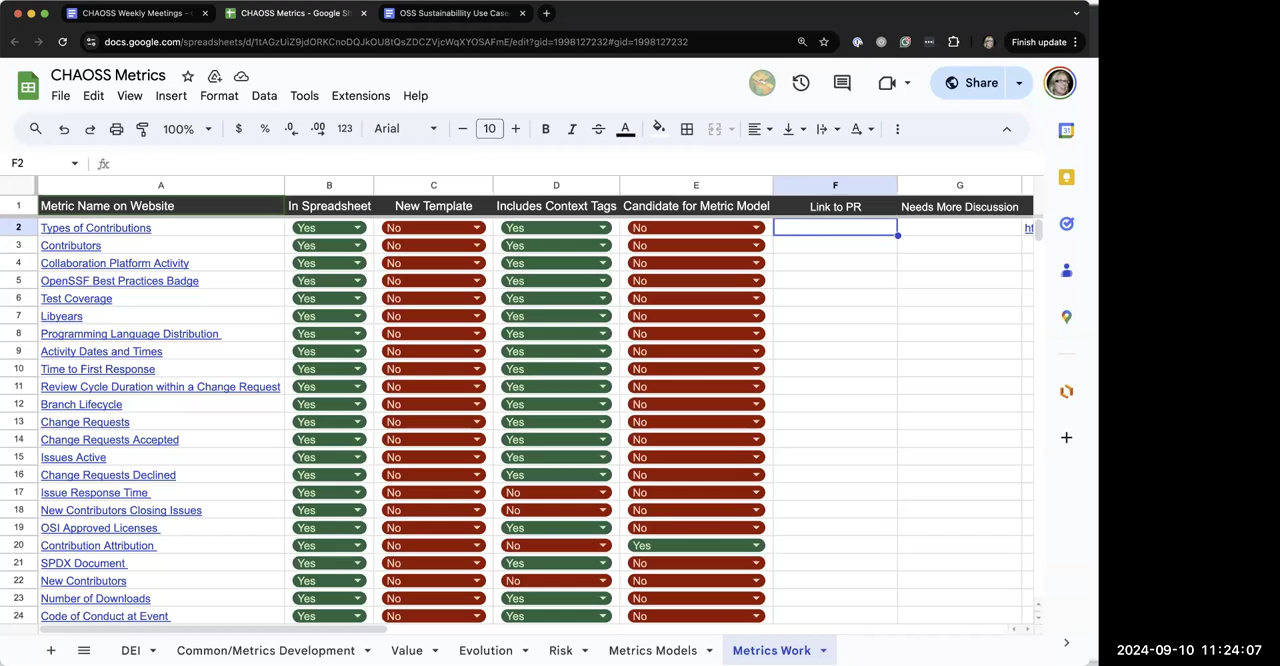 CHAOSS Weekly Meetings - CHAOSS Metrics - Google Sh OSS Sustainabillity Use Case
docs.google.com/spreadsheets/d/1tAGzUiZ9jdORKCnoDQJkOU8tQsZDCZVjcWqXYOSAFmE/edit?gid=1998127232#gid=1998127232 Finish update
CHAOSS Metrics
Share
File Edit View Insert Format Data Tools Extensions Help
100% $ % .0 .00 123 Arial 10 B I S A
F2 fx
A B C D E F G
1 Metric Name on Website In Spreadsheet New Template Includes Context Tags Candidate for Metric Model Link to PR Needs More Discussion
2 Types of Contributions Yes No Yes No ht
3 Contributors Yes No Yes No
4 Collaboration Platform Activity Yes No Yes No
5 OpenSSF Best Practices Badge Yes No Yes No
6 Test Coverage Yes No Yes No
7 Libyears Yes No Yes No
8 Programming Language Distribution Yes No Yes No
9 Activity Dates and Times Yes No Yes No
10 Time to First Response Yes No Yes No
11 Review Cycle Duration within a Change Request Yes No Yes No
12 Branch Lifecycle Yes No Yes No
13 Change Requests Yes No Yes No
14 Change Requests Accepted Yes No Yes No
15 Issues Active Yes No Yes No
16 Change Requests Declined Yes No Yes No
17 Issue Response Time Yes No No No
18 New Contributors Closing Issues Yes No No No
19 OSI Approved Licenses Yes No Yes No
20 Contribution Attribution Yes No No Yes
21 SPDX Document Yes No Yes No
22 New Contributors Yes No No No
23 Number of Downloads Yes No Yes No
24 Code of Conduct at Event Yes No Yes No
DEI Common/Metrics Development Value Evolution Risk Metrics Models Metrics Work
2024-09-10 11:24:07